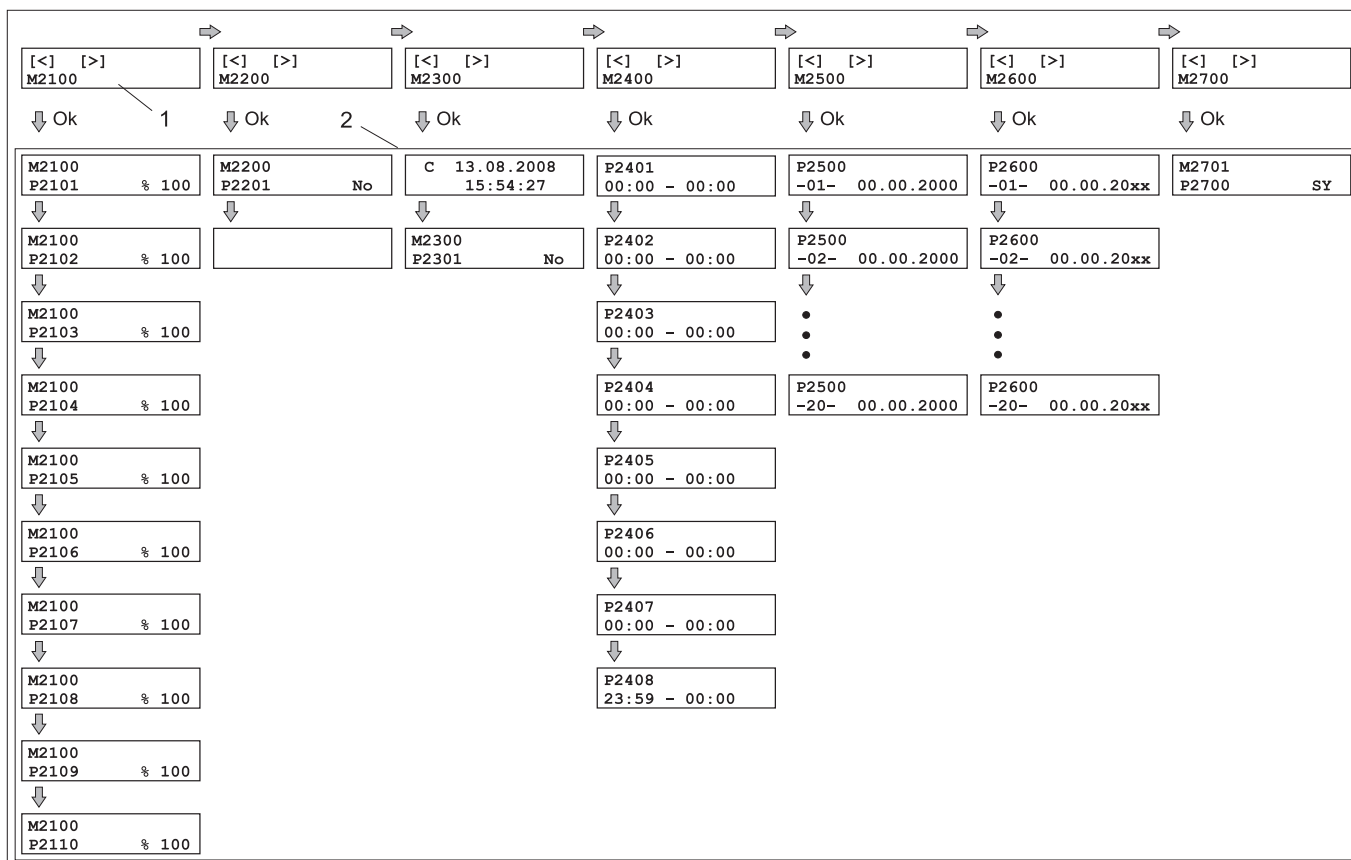 [<] [>]
M2100
[<] [>]
M2200
[<] [>]
M2300
[<] [>]
M2400
[<] [>]
M2500
[<] [>]
M2600
[<] [>]
M2700
Ok
1
Ok
2
Ok
Ok
Ok
Ok
Ok
M2100
P2101 % 100
M2100
P2102 % 100
M2100
P2103 % 100
M2100
P2104 % 100
M2100
P2105 % 100
M2100
P2106 % 100
M2100
P2107 % 100
M2100
P2108 % 100
M2100
P2109 % 100
M2100
P2110 % 100
M2200
P2201 No
C 13.08.2008
15:54:27
M2300
P2301 No
P2401
00:00 - 00:00
P2402
00:00 - 00:00
P2403
00:00 - 00:00
P2404
00:00 - 00:00
P2405
00:00 - 00:00
P2406
00:00 - 00:00
P2407
00:00 - 00:00
P2408
23:59 - 00:00
P2500
-01- 00.00.2000
P2500
-02- 00.00.2000
P2500
-20- 00.00.2000
P2600
-01- 00.00.20xx
P2600
-02- 00.00.20xx
P2600
-20- 00.00.20xx
M2701
P2700 SY